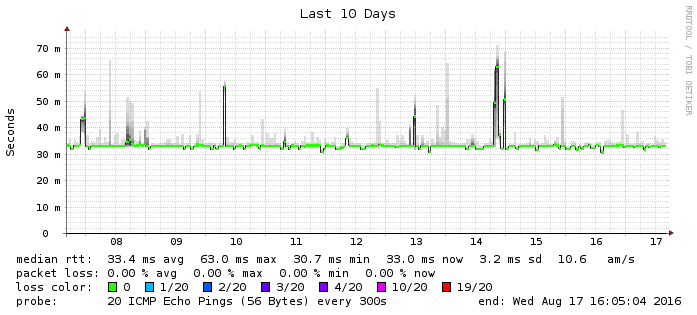 Last 10 Days
RRDTOOL / TOBI OETIKER
Seconds
70 m
60 m
50 m
40 m
30 m
20 m
10 m
0
08 09 10 11 12 13 14 15 16 17
median rtt: 33.4 ms avg 63.0 ms max 30.7 ms min 33.0 ms now 3.2 ms sd 10.6 am/s
packet loss: 0.00 % avg 0.00 % max 0.00 % min 0.00 % now
loss color: 0 1/20 2/20 3/20 4/20 10/20 19/20
probe: 20 ICMP Echo Pings (56 Bytes) every 300s end: Wed Aug 17 16:05:04 2016